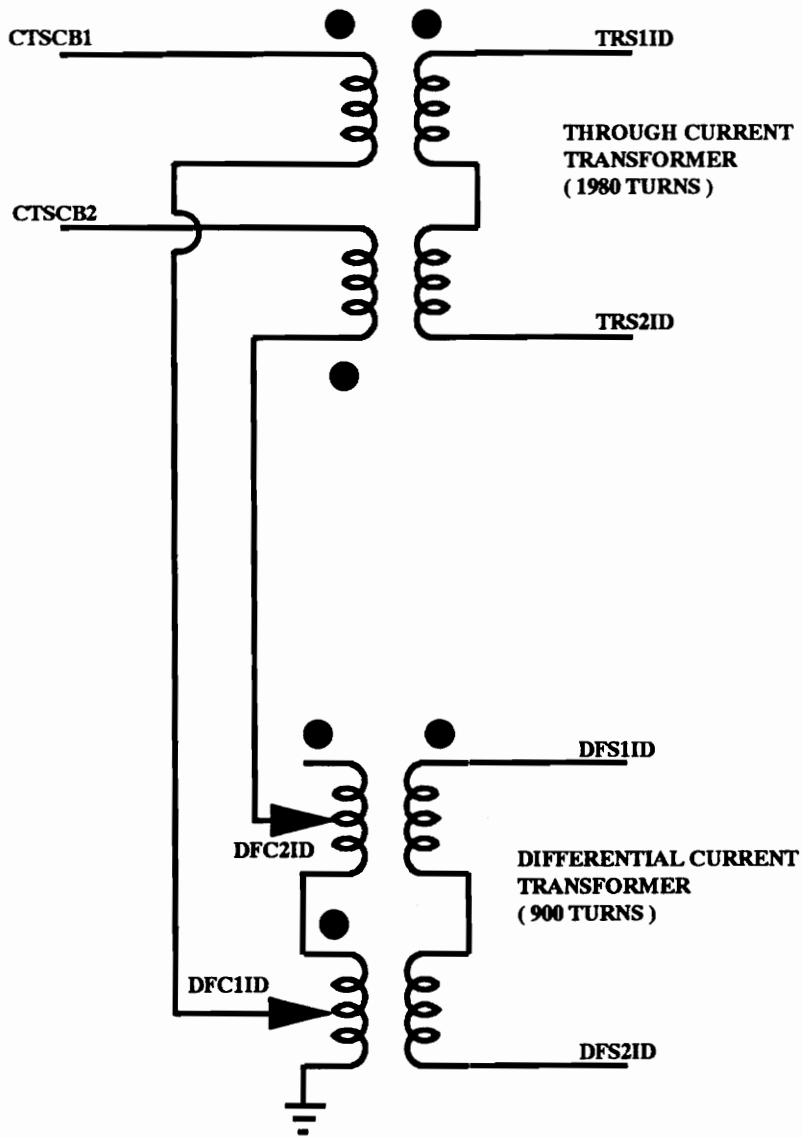 CTSCB1
TRS1ID
THROUGH CURRENT
TRANSFORMER
( 1980 TURNS )
CTSCB2
TRS2ID
DFS1ID
DFC2ID
DIFFERENTIAL CURRENT
TRANSFORMER
( 900 TURNS )
DFC1ID
DFS2ID